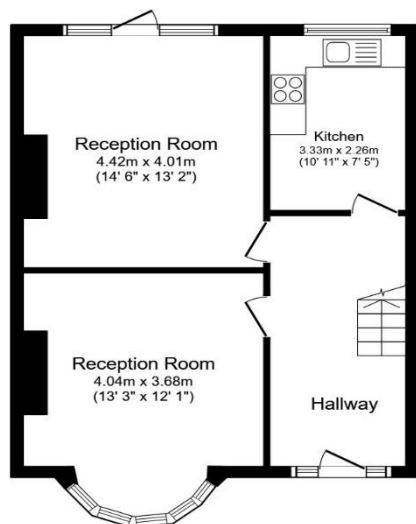 Reception Room
4.42m x 4.01m
(14' 6" x 13' 2")
Kitchen
3.33m x 2.26m
(10' 11" x 7' 5")
Reception Room
4.04m x 3.68m
(13' 3" x 12' 1")
Hallway